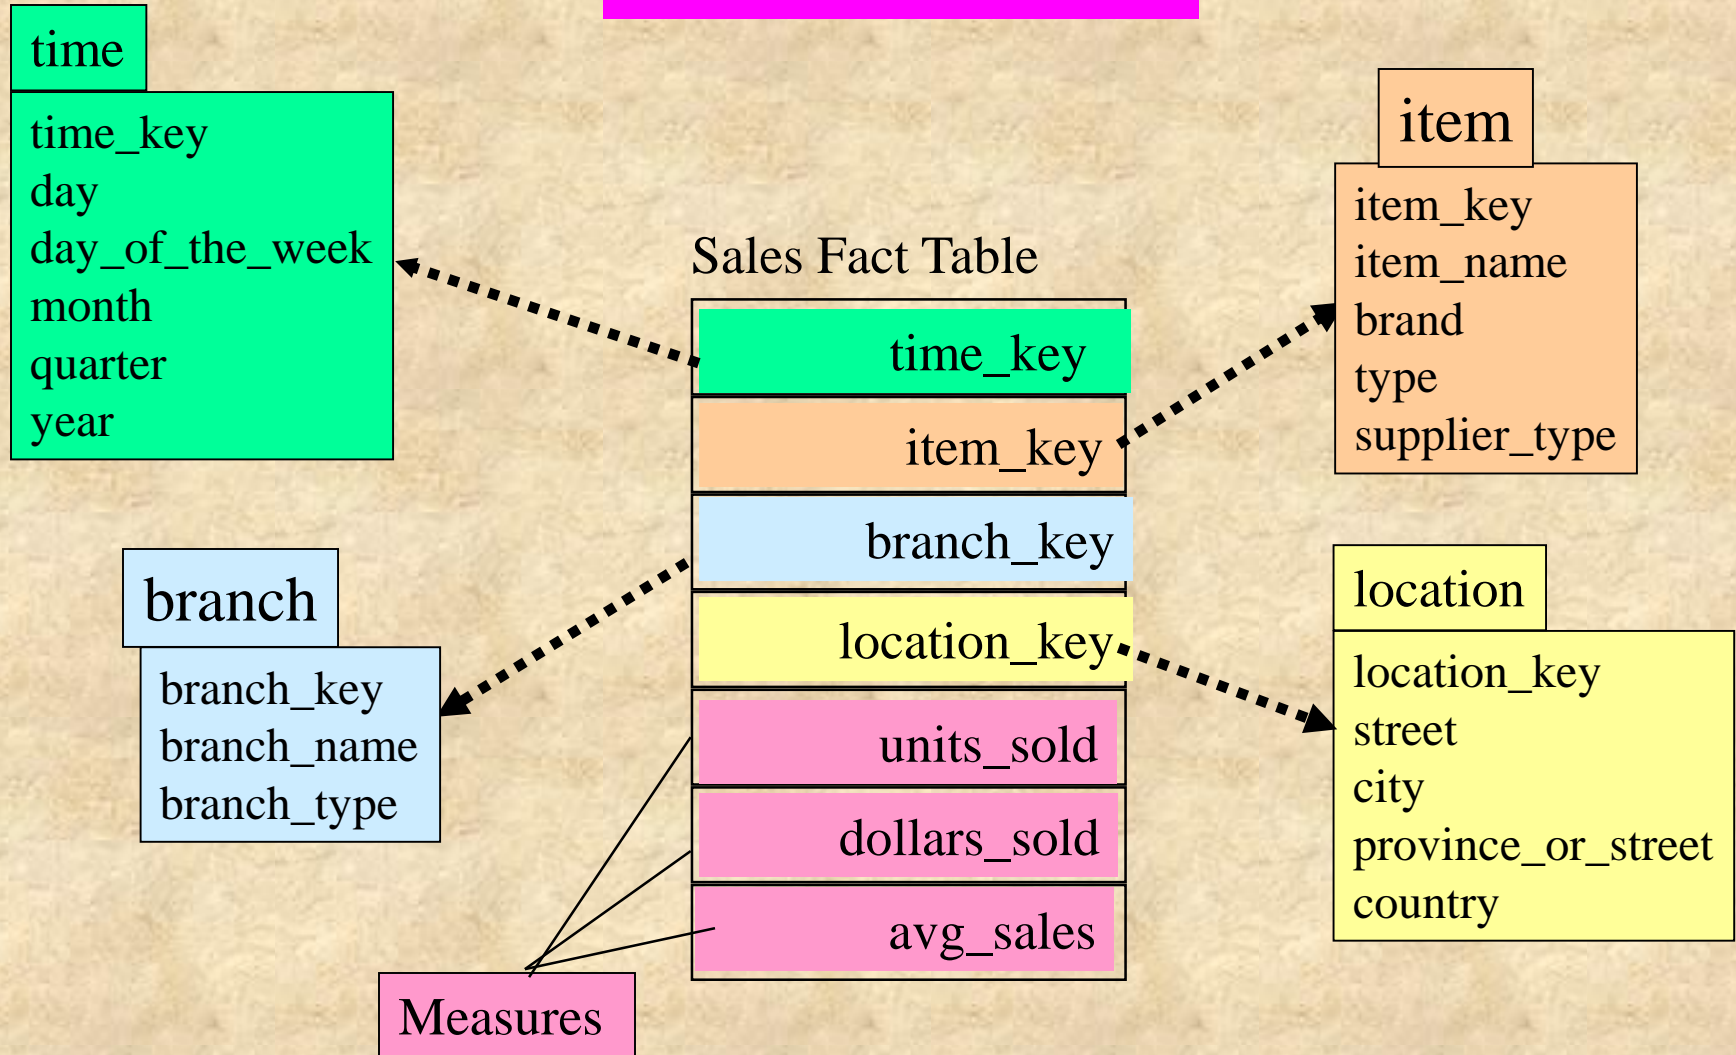 time
time_key
day
day_of_the_week
month
quarter
year
item
item_key
item_name
brand
type
supplier_type
Sales Fact Table
time_key
item_key
branch_key
location_key
units_sold
dollars_sold
avg_sales
branch
branch_key
branch_name
branch_type
location
location_key
street
city
province_or_street
country
Measures